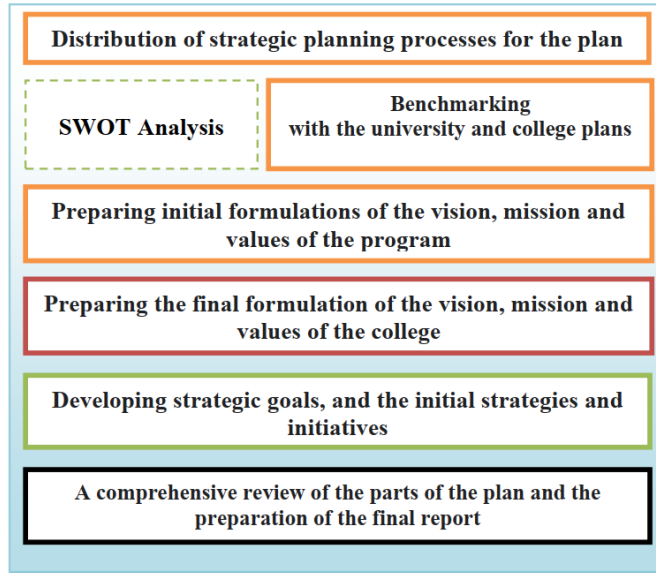 Distribution of strategic planning processes for the plan
SWOT Analysis
Benchmarking
with the university and college plans
Preparing initial formulations of the vision, mission and
values of the program
Preparing the final formulation of the vision, mission and
values of the college
Developing strategic goals, and the initial strategies and
initiatives
A comprehensive review of the parts of the plan and the
preparation of the final report